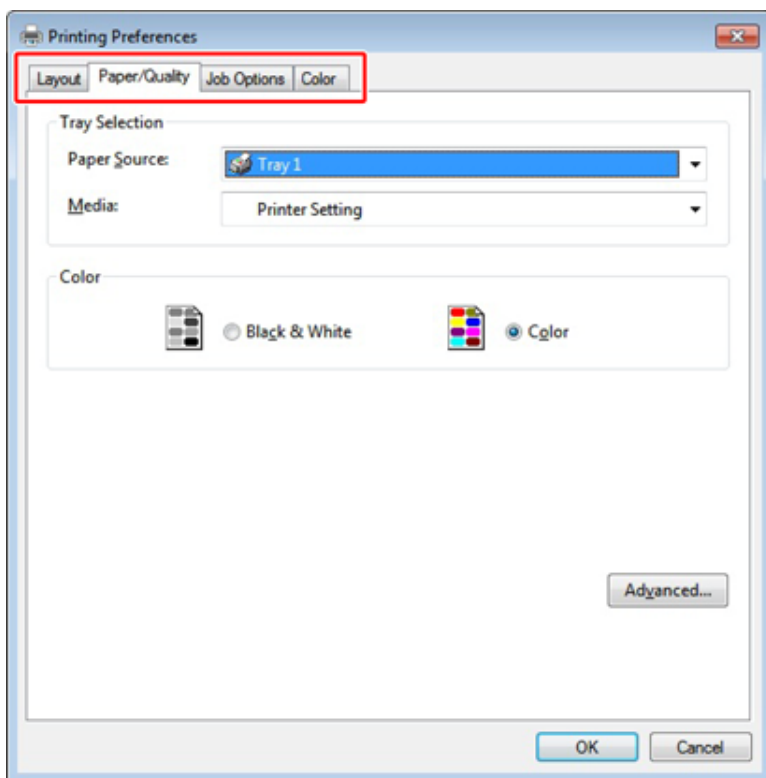 Printing Preferences
Layout Paper/Quality Job Options Color
Tray Selection
Paper Source: Tray 1
Media: Printer Setting
Color
Black & White Color
Advanced...
OK Cancel